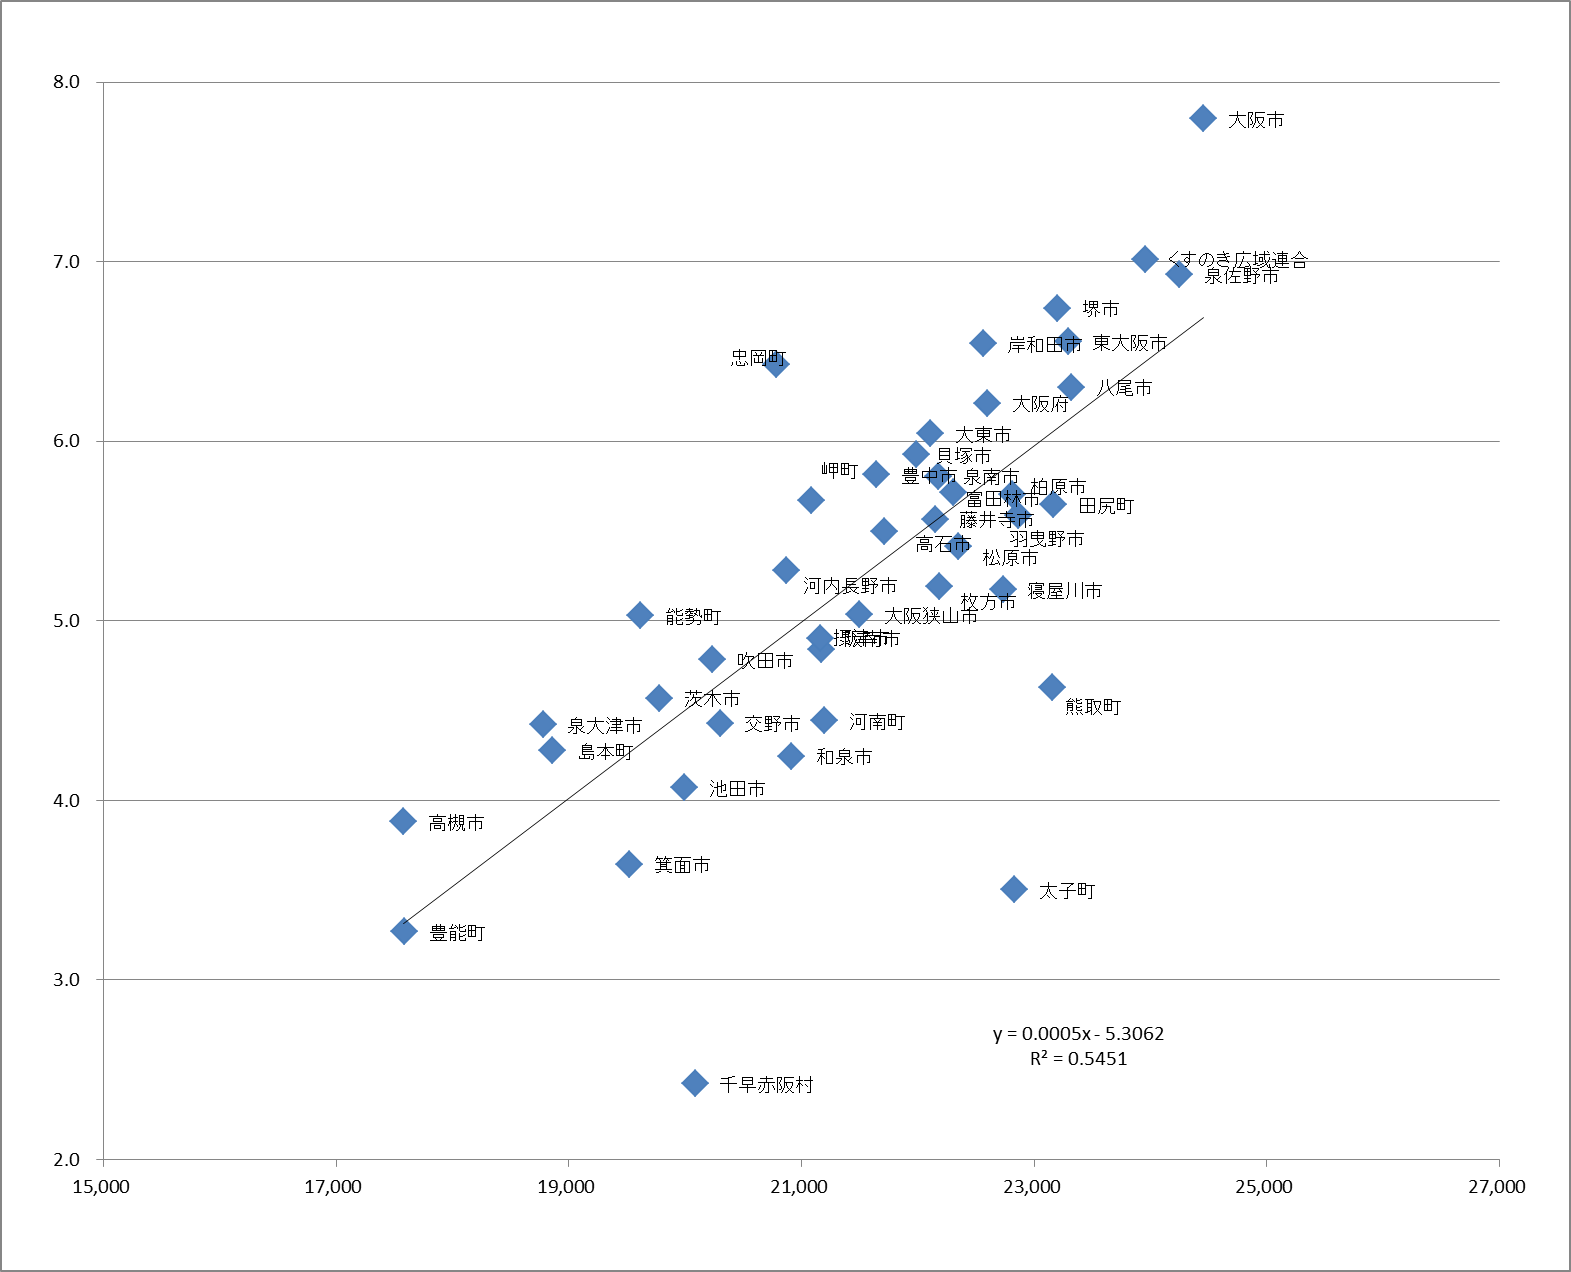 8.0
大阪市
7.0
くすのき広域連合
泉佐野市
堺市
岸和田市
東大阪市
忠岡町
八尾市
大阪府
6.0
大東市
貝塚市
岬町
豊中市
泉南市
柏原市
富田林市
田尻町
藤井寺市
羽曳野市
高石市
松原市
河内長野市
寝屋川市
枚方市
5.0
能勢町
大阪狭山市
摂津市
阪南市
吹田市
茨木市
熊取町
泉大津市
交野市
河南町
島本町
和泉市
池田市
4.0
高槻市
箕面市
太子町
豊能町
3.0
y = 0.0005x - 5.3062
R² = 0.5451
千早赤阪村
2.0
15,000
17,000
19,000
21,000
23,000
25,000
27,000